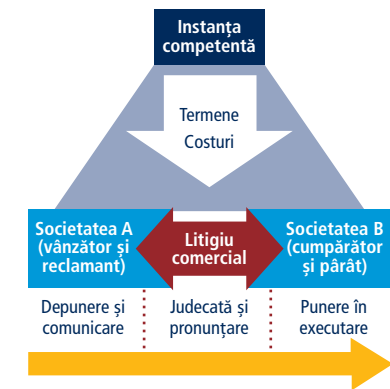 Instanța
competentă
Termene
Costuri
Societatea A
(vânzător și
reclamant)
Litigiu
comercial
Societatea B
(cumpărător
și pârât)
Depunere și
comunicare
Judecată și
pronunțare
Punere în
executare